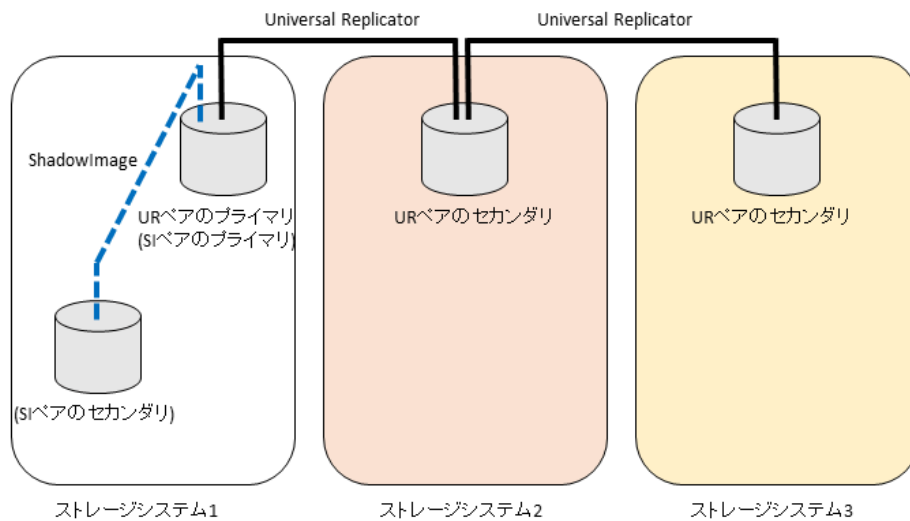 Universal Replicator
Universal Replicator
ShadowImage
URペアのプライマリ
(SIペアのプライマリ)
URペアのセカンダリ
URペアのセカンダリ
(SIペアのセカンダリ)
ストレージシステム1
ストレージシステム2
ストレージシステム3